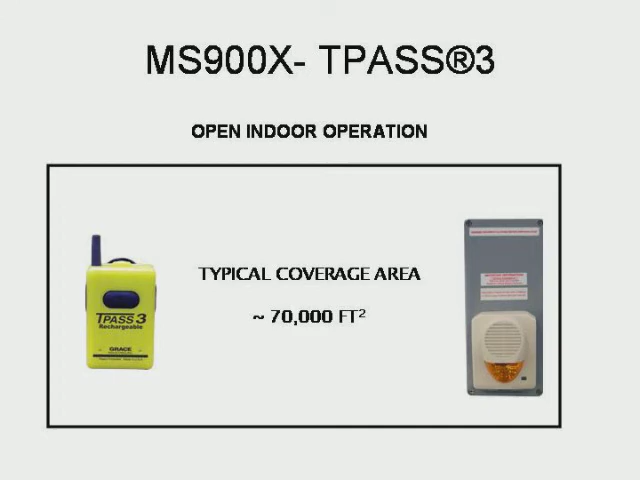 MS900X- TPASS®3
OPEN INDOOR OPERATION
TYPICAL COVERAGE AREA
~ 70,000 FT²
TPASS 3
Rechargeable
GRACE